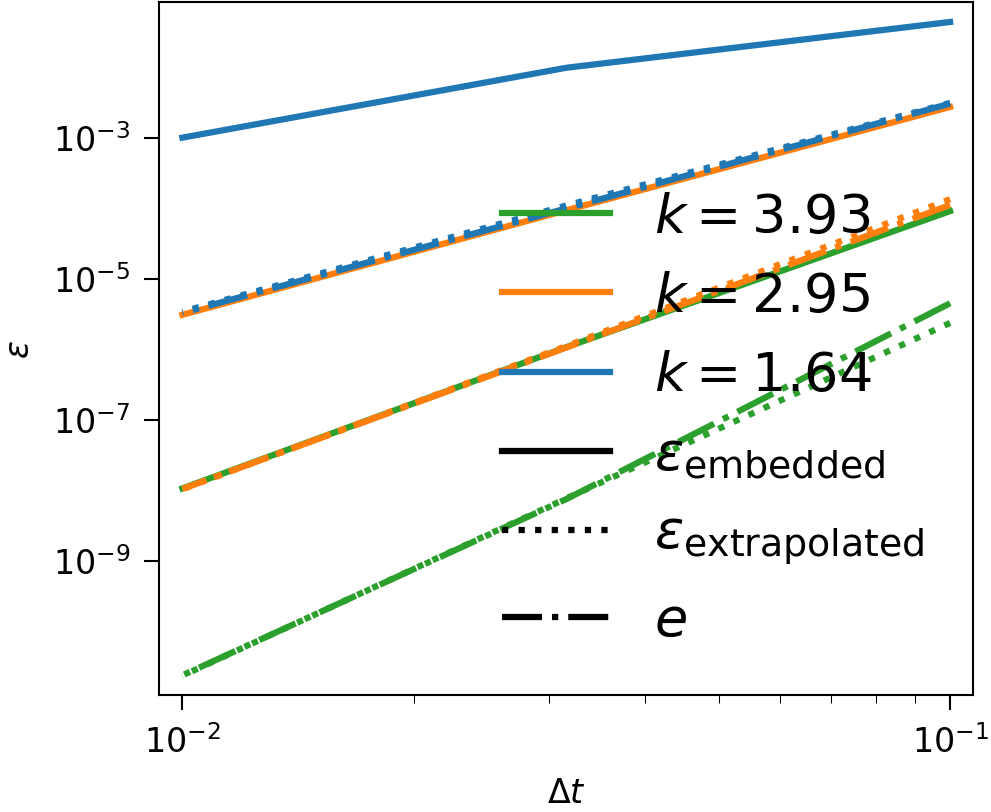 10⁻³
10⁻⁵
10⁻⁷
10⁻⁹
ε
k = 3.93
k = 2.95
k = 1.64
ε_embedded
ε_extrapolated
e
10⁻² 10⁻¹
Δt